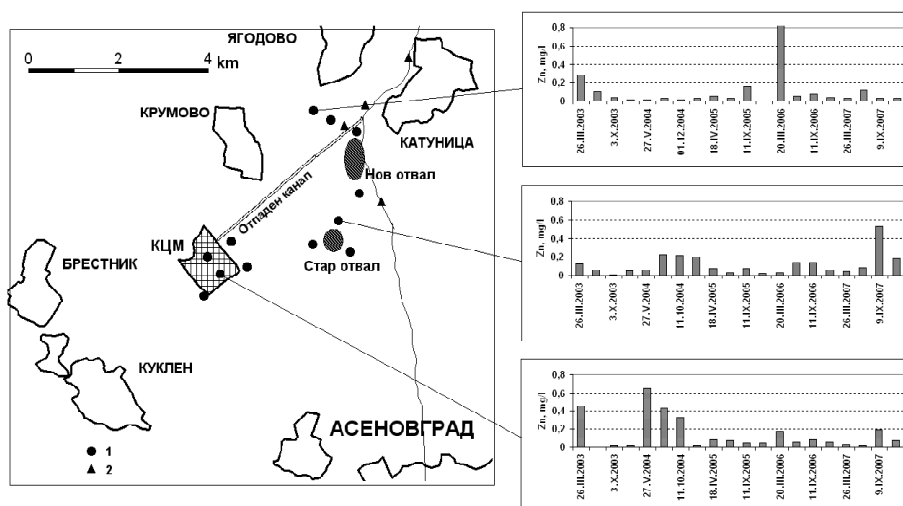 ЯГОДОВО
0 2 4
km
КРУМОВО
КАТУНИЦА
Нов отвал
Отпаден канал
КЦМ
Стар отвал
БРЕСТНИК
КУКЛЕН
АСЕНОВГРАД
1
2
Zn, mg/l
0,8
0,6
0,4
0,2
0
26.III.2003
3.X.2003
27.V.2004
01.12.2004
18.IV.2005
11.IX.2005
20.III.2006
11.IX.2006
26.III.2007
9.IX.2007
Zn, mg/l
0,8
0,6
0,4
0,2
0
26.III.2003
3.X.2003
27.V.2004
11.10.2004
18.IV.2005
11.IX.2005
20.III.2006
11.IX.2006
26.III.2007
9.IX.2007
Zn, mg/l
0,8
0,6
0,4
0,2
0
26.III.2003
3.X.2003
27.V.2004
11.10.2004
18.IV.2005
11.IX.2005
20.III.2006
11.IX.2006
26.III.2007
9.IX.2007